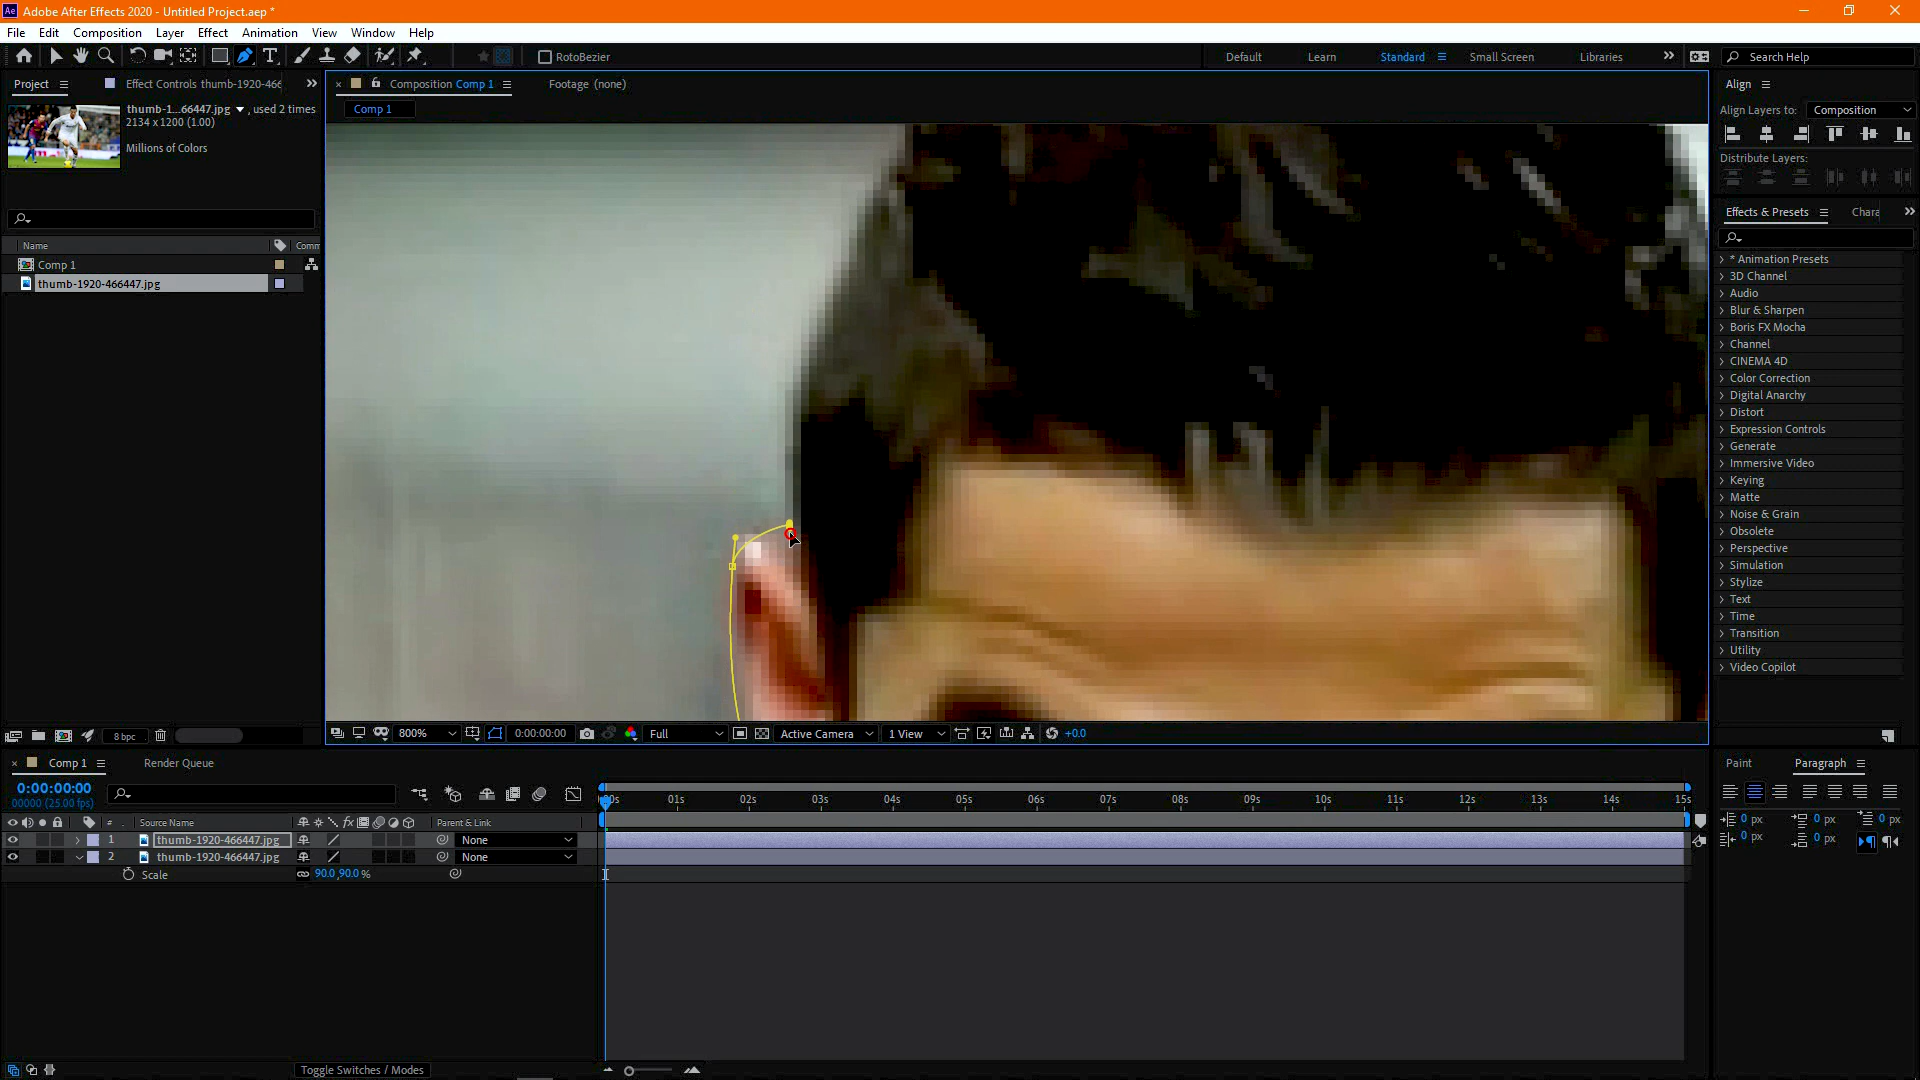 Ae Adobe After Effects 2020 - Untitled Project.aep *
File Edit Composition Layer Effect Animation View Window Help
RotoBezier
Default Learn Standard Small Screen Libraries Search Help
Project Effect Controls thumb-1920-466
Composition Comp 1 Footage (none)
Comp 1
thumb-1...66447.jpg , used 2 times
2134 x 1200 (1.00)
Millions of Colors
Name Comm
Comp 1
thumb-1920-466447.jpg
8 bpc
Align
Align Layers to: Composition
Distribute Layers:
Effects & Presets Chara
* Animation Presets
3D Channel
Audio
Blur & Sharpen
Boris FX Mocha
Channel
CINEMA 4D
Color Correction
Digital Anarchy
Distort
Expression Controls
Generate
Immersive Video
Keying
Matte
Noise & Grain
Obsolete
Perspective
Simulation
Stylize
Text
Time
Transition
Utility
Video Copilot
800% 0:00:00:00 Full Active Camera 1 View +0.0
Comp 1 Render Queue
0:00:00:00
00000 (25.00 fps)
# Source Name fx Parent & Link
1 thumb-1920-466447.jpg None
2 thumb-1920-466447.jpg None
Scale 90.0,90.0 %
00s 01s 02s 03s 04s 05s 06s 07s 08s 09s 10s 11s 12s 13s 14s 15s
Toggle Switches / Modes
Paint Paragraph
0 px 0 px 0 px
0 px 0 px